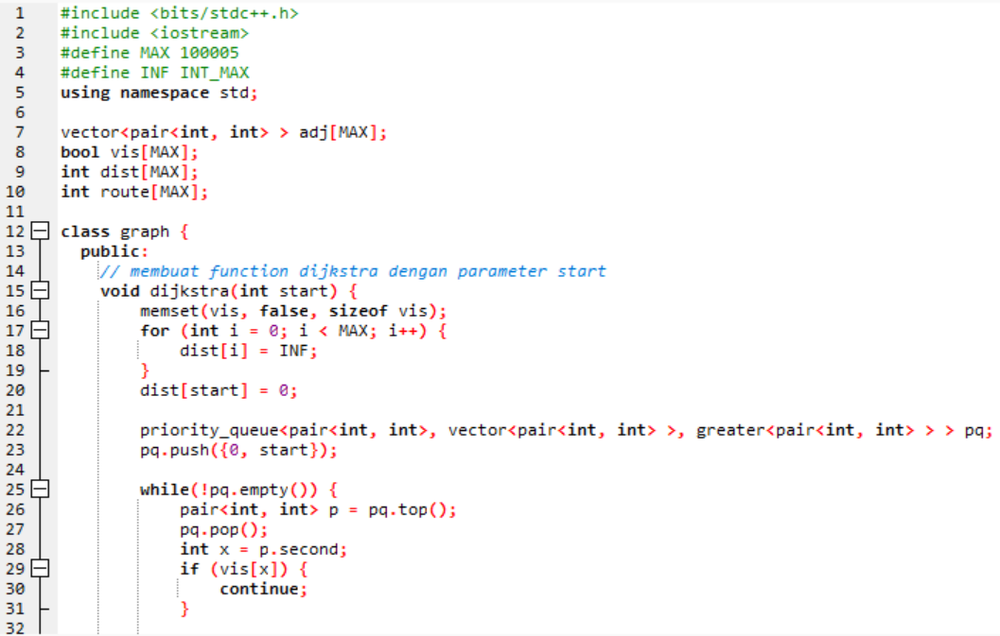 1 #include <bits/stdc++.h>
2 #include <iostream>
3 #define MAX 100005
4 #define INF INT_MAX
5 using namespace std;
6
7 vector<pair<int, int> > adj[MAX];
8 bool vis[MAX];
9 int dist[MAX];
10 int route[MAX];
11
12 class graph {
13 public:
14 // membuat function dijkstra dengan parameter start
15 void dijkstra(int start) {
16 memset(vis, false, sizeof vis);
17 for (int i = 0; i < MAX; i++) {
18 dist[i] = INF;
19 }
20 dist[start] = 0;
21
22 priority_queue<pair<int, int>, vector<pair<int, int> >, greater<pair<int, int> > > pq;
23 pq.push({0, start});
24
25 while(!pq.empty()) {
26 pair<int, int> p = pq.top();
27 pq.pop();
28 int x = p.second;
29 if (vis[x]) {
30 continue;
31 }
32